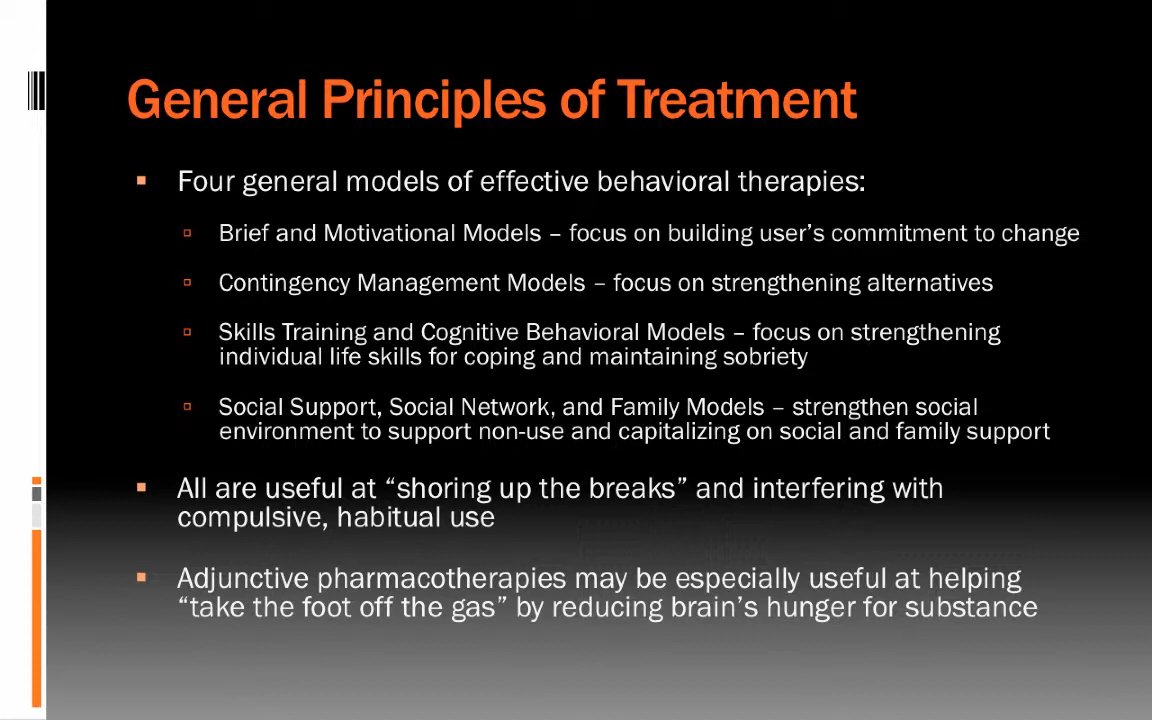 General Principles of Treatment
Four general models of effective behavioral therapies:
Brief and Motivational Models – focus on building user’s commitment to change
Contingency Management Models – focus on strengthening alternatives
Skills Training and Cognitive Behavioral Models – focus on strengthening
individual life skills for coping and maintaining sobriety
Social Support, Social Network, and Family Models – strengthen social
environment to support non-use and capitalizing on social and family support
All are useful at “shoring up the breaks” and interfering with
compulsive, habitual use
Adjunctive pharmacotherapies may be especially useful at helping
“take the foot off the gas” by reducing brain’s hunger for substance